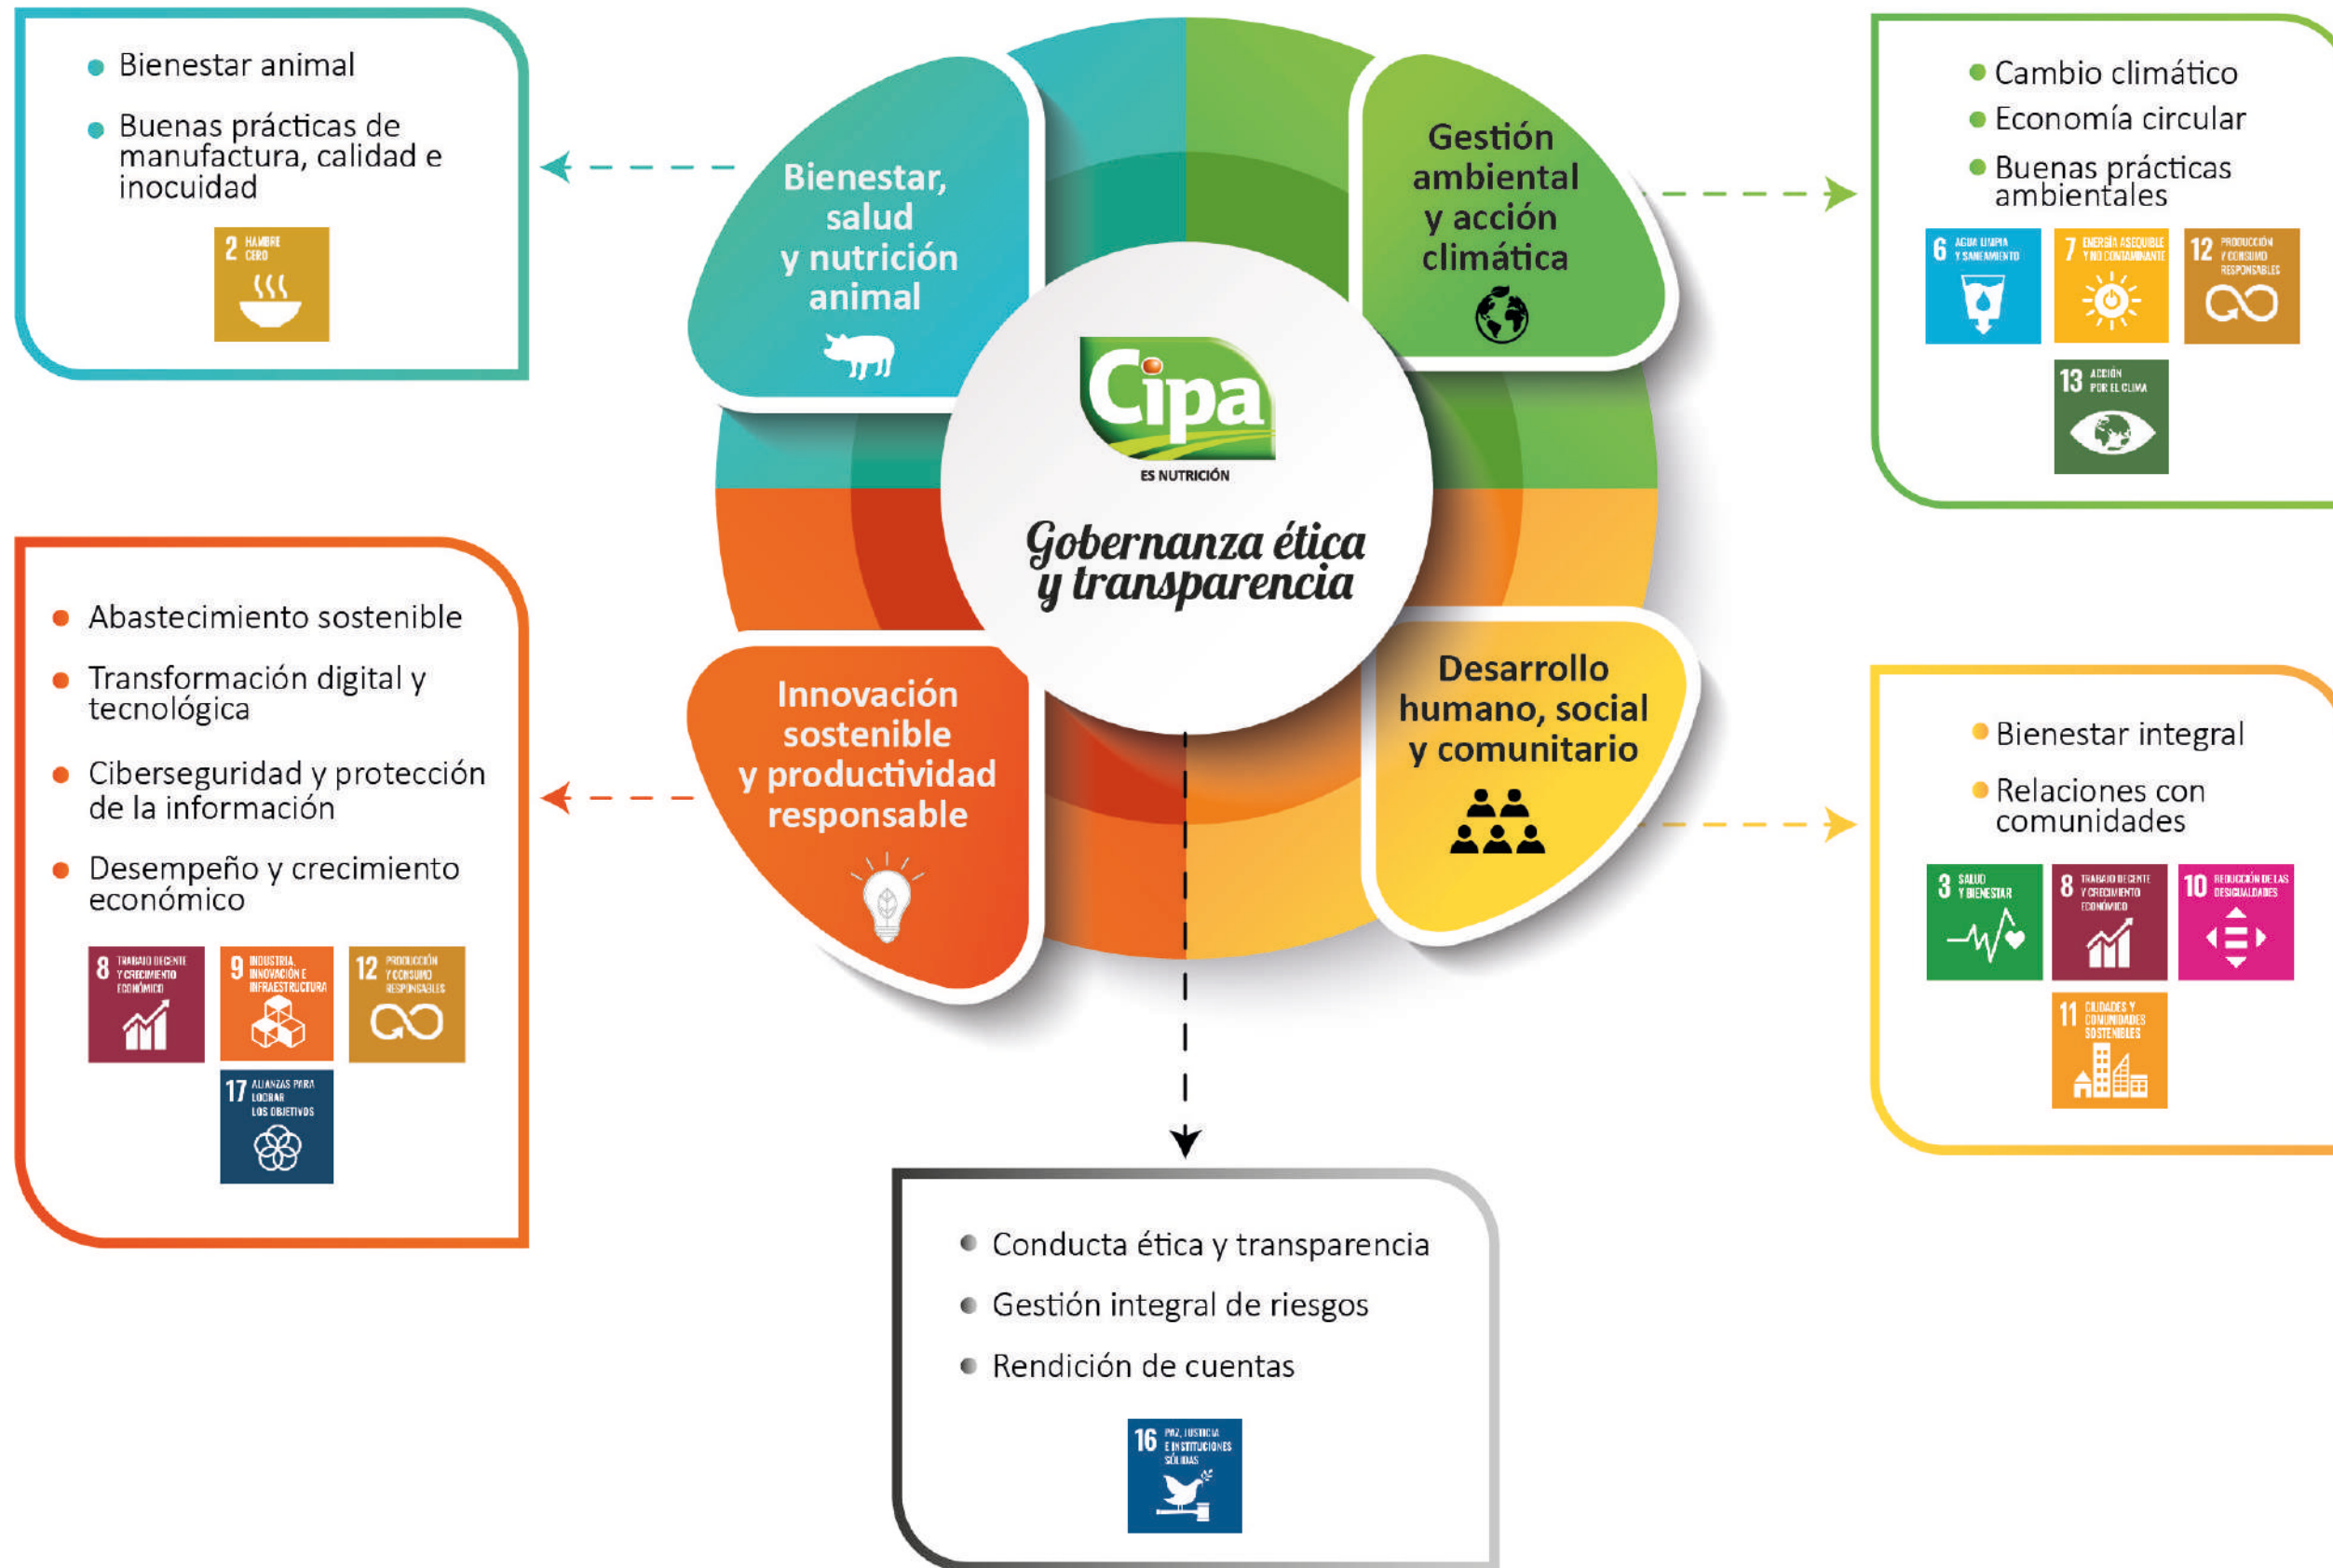 Bienestar animal
Buenas prácticas de
manufactura, calidad e
inocuidad
2 HAMBRE
CERO
Bienestar,
salud
y nutrición
animal
Gestión
ambiental
y acción
climática
Cambio climático
Economía circular
Buenas prácticas
ambientales
6 AGUA LIMPIA
Y SANEAMIENTO
7 ENERGÍA ASEQUIBLE
Y NO CONTAMINANTE
12 PRODUCCIÓN
Y CONSUMO
RESPONSABLES
13 ACCIÓN
POR EL CLIMA
Cipa
ES NUTRICIÓN
Gobernanza ética
y transparencia
Abastecimiento sostenible
Transformación digital y
tecnológica
Ciberseguridad y protección
de la información
Desempeño y crecimiento
económico
8 TRABAJO DECENTE
Y CRECIMIENTO
ECONÓMICO
9 INDUSTRIA,
INNOVACIÓN E
INFRAESTRUCTURA
12 PRODUCCIÓN
Y CONSUMO
RESPONSABLES
17 ALIANZAS PARA
LOGRAR
LOS OBJETIVOS
Innovación
sostenible
y productividad
responsable
Desarrollo
humano, social
y comunitario
Bienestar integral
Relaciones con
comunidades
3 SALUD
Y BIENESTAR
8 TRABAJO DECENTE
Y CRECIMIENTO
ECONÓMICO
10 REDUCCIÓN DE LAS
DESIGUALDADES
11 CIUDADES Y
COMUNIDADES
SOSTENIBLES
Conducta ética y transparencia
Gestión integral de riesgos
Rendición de cuentas
16 PAZ, JUSTICIA
E INSTITUCIONES
SÓLIDAS